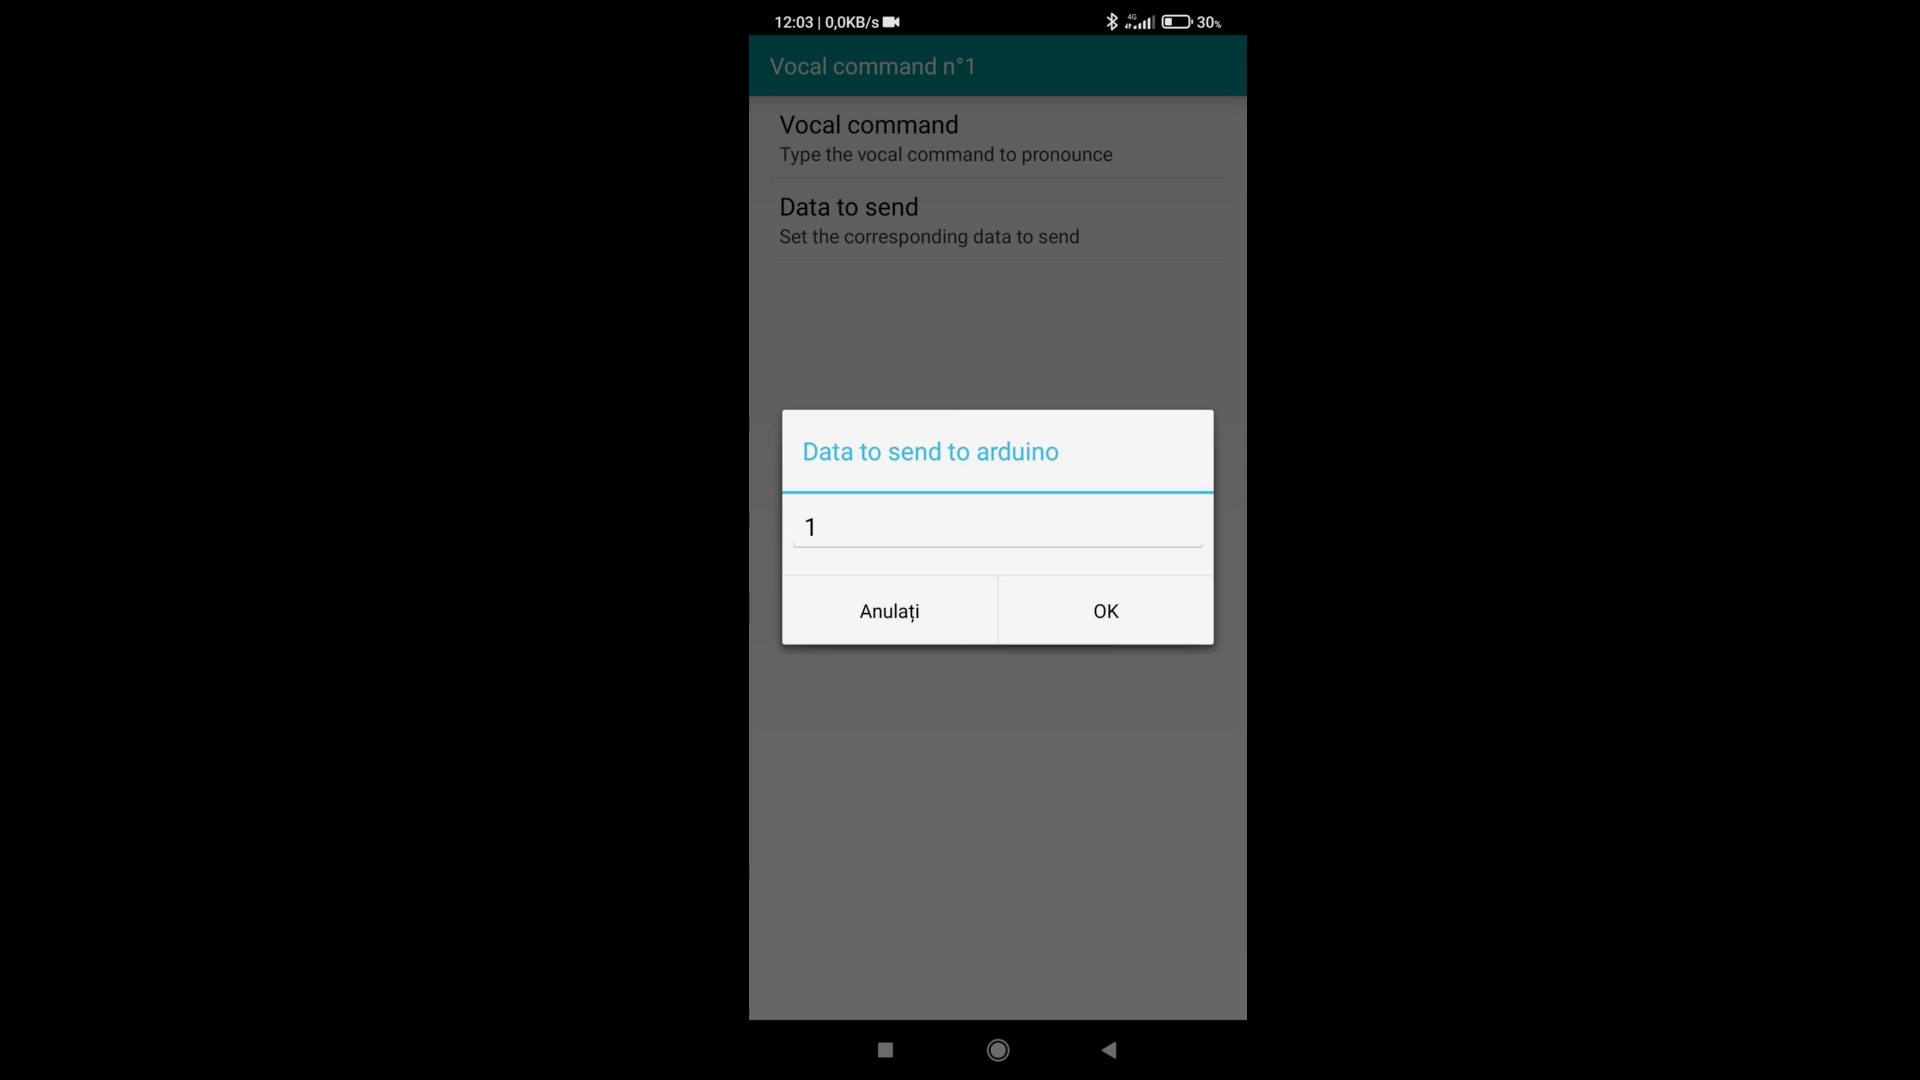 12:03 | 0,0KB/s 4G 30%
Vocal command n°1
Vocal command
Type the vocal command to pronounce
Data to send
Set the corresponding data to send
Data to send to arduino
1
Anulați OK